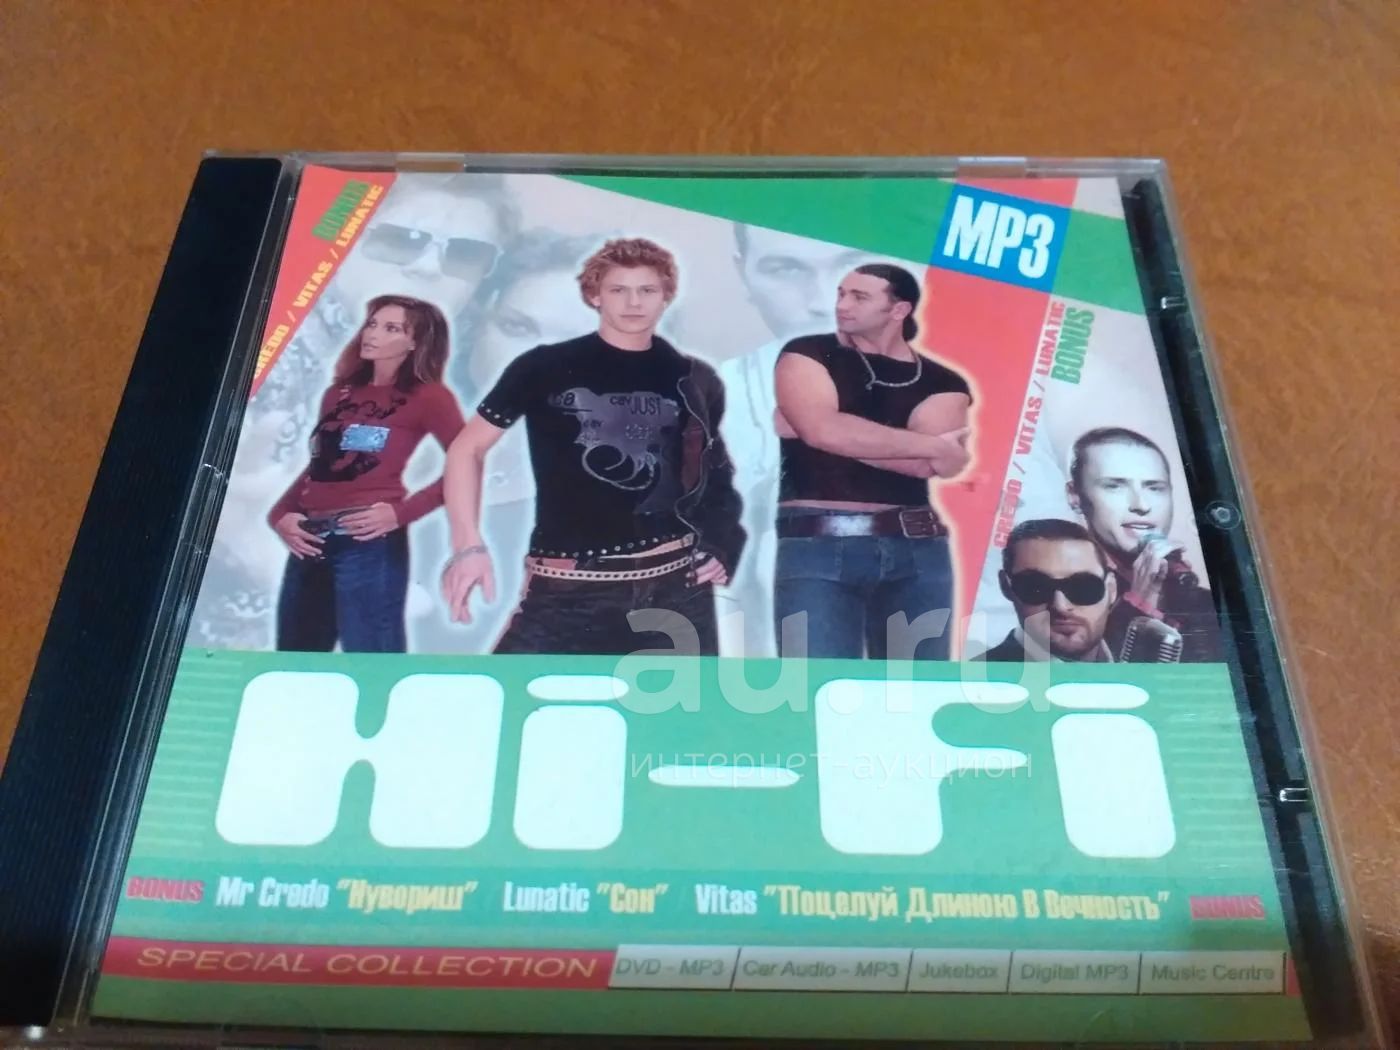 BONUS
CREDO / VITAS / LUNATIC
MP3
CREDO / VITAS / LUNATIC
BONUS
JUST
au.ru
интернет-аукцион
Hi-Fi
BONUS Mr Credo "Нувориш" Lunatic "Сон" Vitas "Поцелуй Длиною В Вечность" BONUS
SPECIAL COLLECTION DVD - MP3 Car Audio - MP3 Jukebox Digital MP3 Music Centre